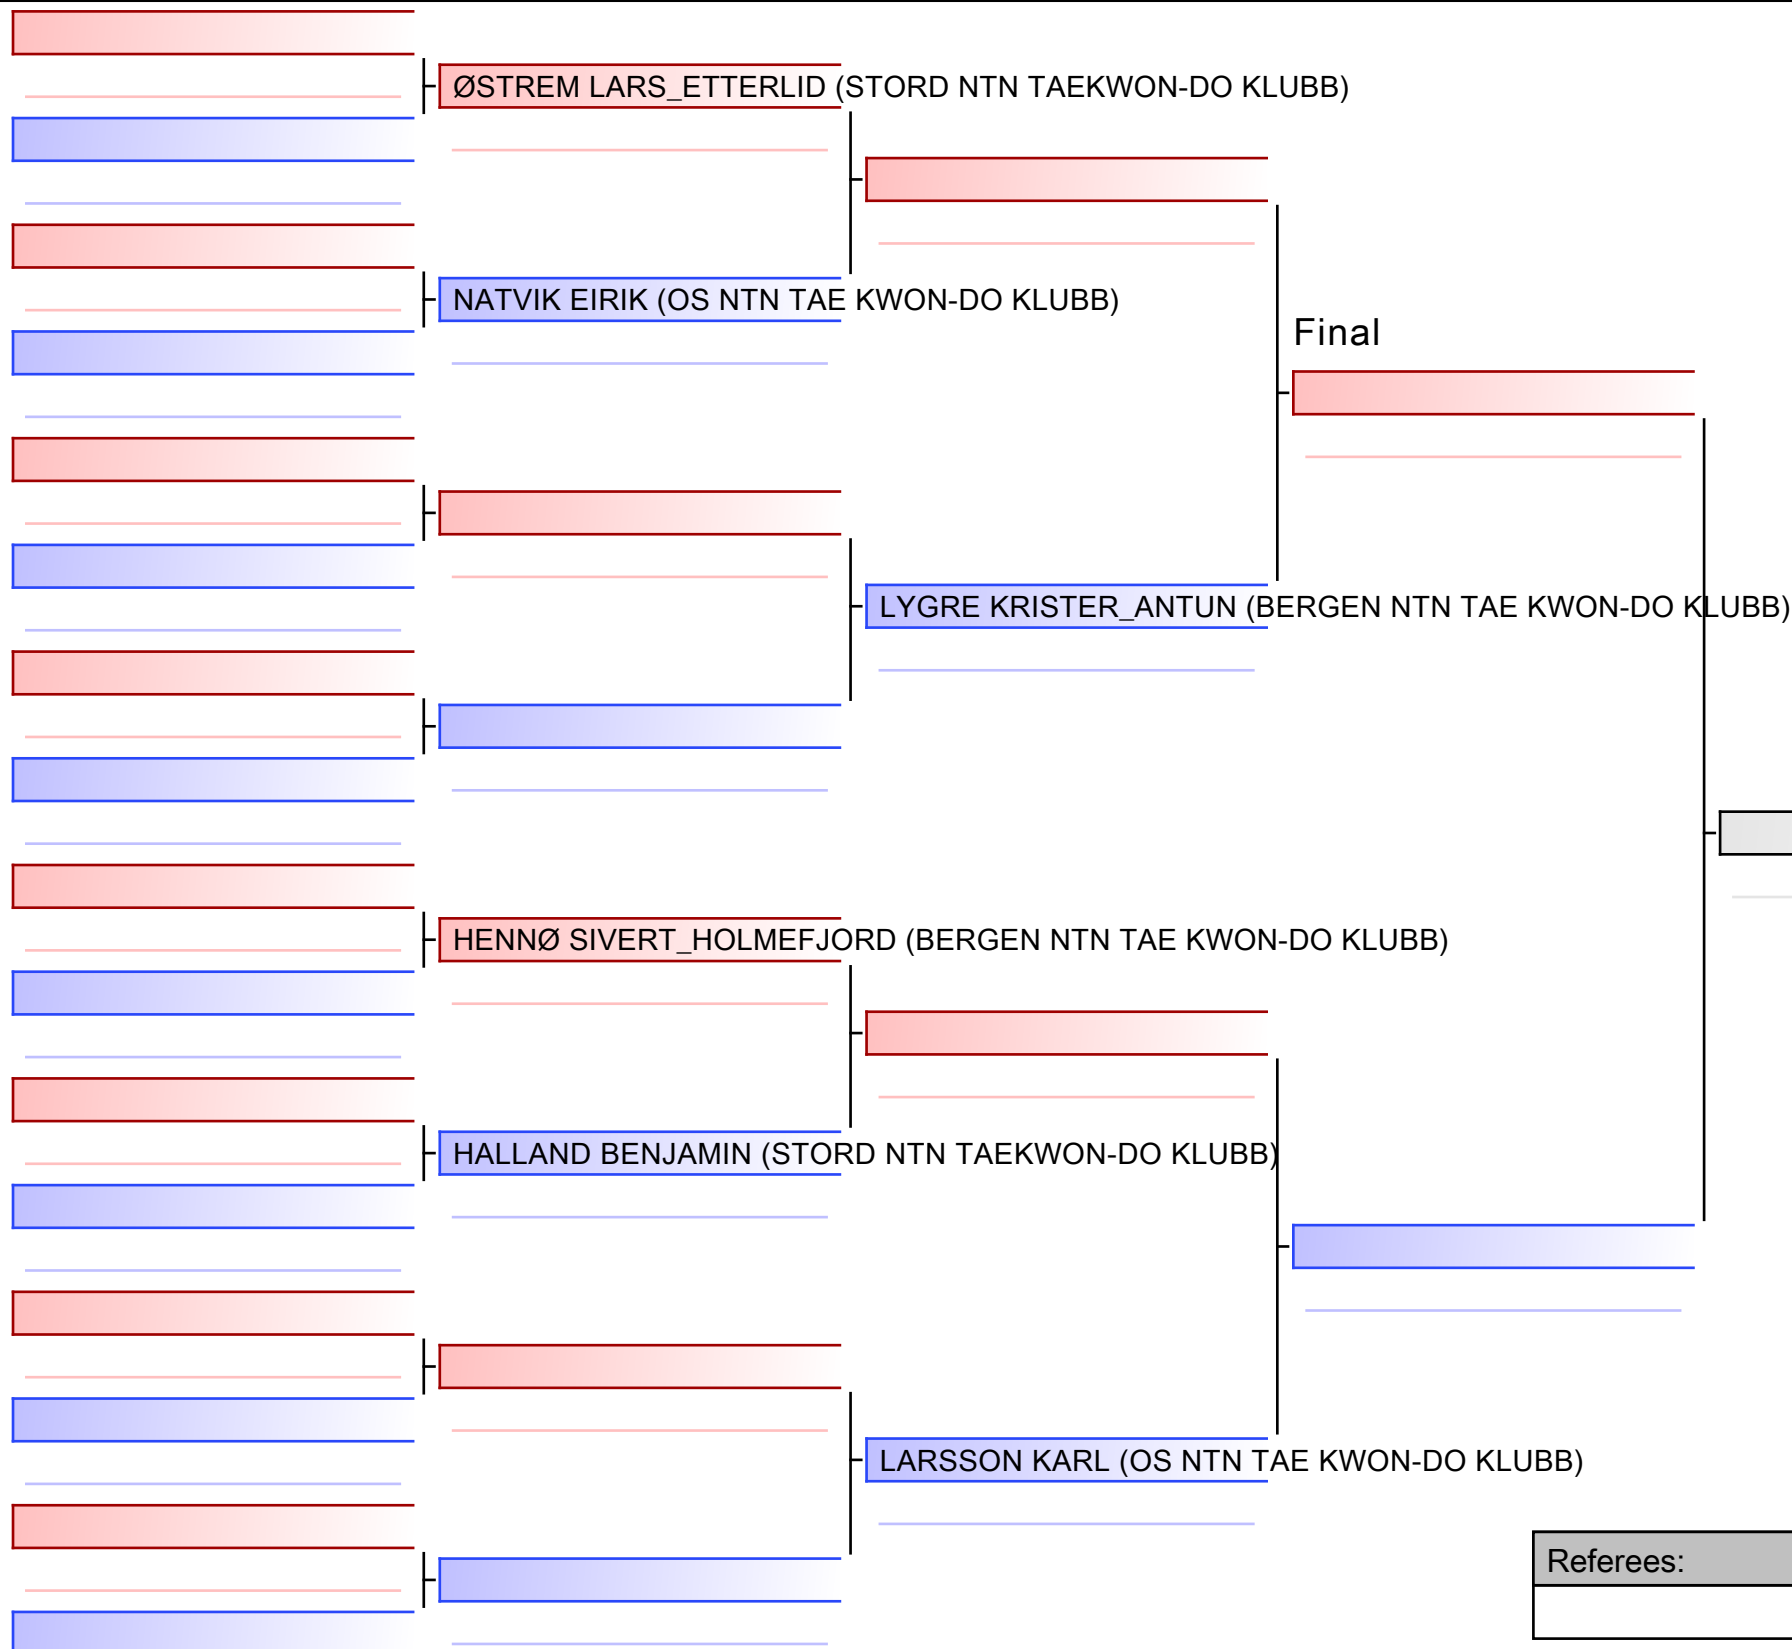 ØSTREM LARS_ETTERLID (STORD NTN TAEKWON-DO KLUBB)
NATVIK EIRIK (OS NTN TAE KWON-DO KLUBB)
Final
LYGRE KRISTER_ANTUN (BERGEN NTN TAE KWON-DO KLUBB)
HENNØ SIVERT_HOLMEFJORD (BERGEN NTN TAE KWON-DO KLUBB)
HALLAND BENJAMIN (STORD NTN TAEKWON-DO KLUBB)
LARSSON KARL (OS NTN TAE KWON-DO KLUBB)
Referees: